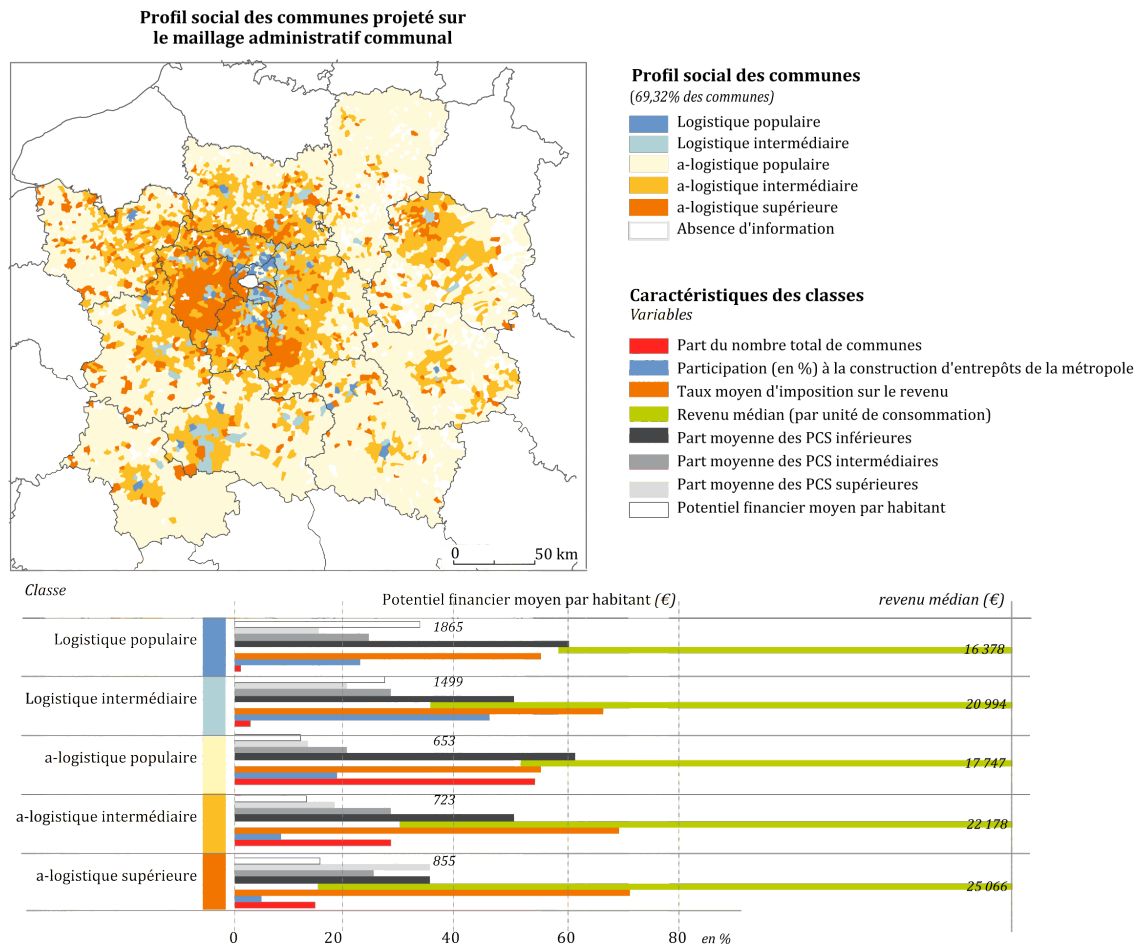 Profil social des communes projeté sur
le maillage administratif communal
Profil social des communes
(69,32% des communes)
Logistique populaire
Logistique intermédiaire
a-logistique populaire
a-logistique intermédiaire
a-logistique supérieure
Absence d'information
Caractéristiques des classes
Variables
Part du nombre total de communes
Participation (en %) à la construction d'entrepôts de la métropole
Taux moyen d'imposition sur le revenu
Revenu médian (par unité de consommation)
Part moyenne des PCS inférieures
Part moyenne des PCS intermédiaires
Part moyenne des PCS supérieures
Potentiel financier moyen par habitant
0 50 km
Classe
Potentiel financier moyen par habitant (€)
revenu médian (€)
Logistique populaire
1865
16 378
Logistique intermédiaire
1499
20 994
a-logistique populaire
653
17 747
a-logistique intermédiaire
723
22 178
a-logistique supérieure
855
25 066
0 20 40 60 80 en %